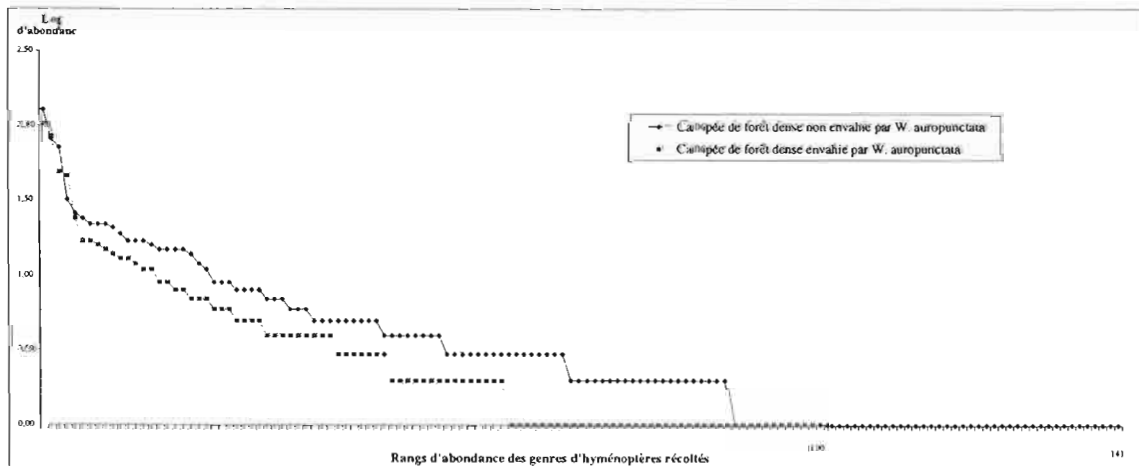 Log
d'abondanc
2,50
2,00
1,50
1,00
0,50
0,00
Canopée de forêt dense non envahie par W. auropunctata
Canopée de forêt dense envahie par W. auropunctata
100
141
Rangs d'abondance des genres d'hyménoptères récoltés